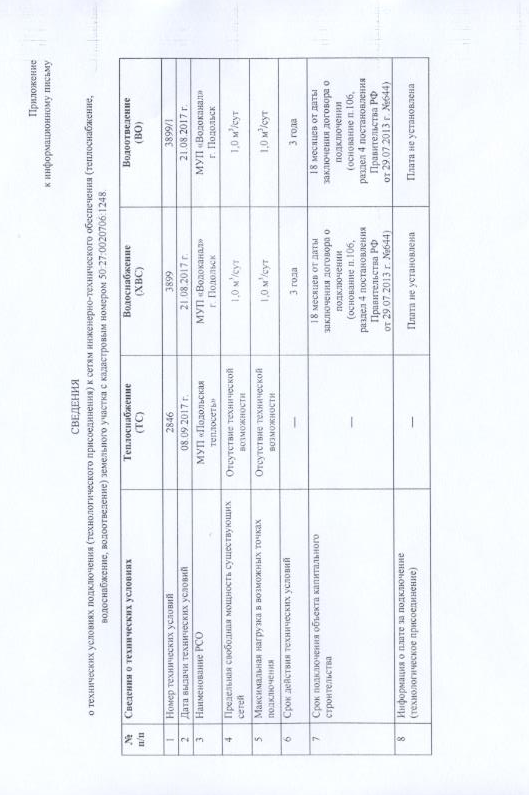 Приложение
к информационному письму
СВЕДЕНИЯ
о технических условиях подключения (технологического присоединения) к сетям инженерно-технического обеспечения (теплоснабжение,
водоснабжение, водоотведение) земельного участка с кадастровым номером 50:27:0020706:1248.
№ п/п Сведения о технических условиях Теплоснабжение (ТС) Водоснабжение (ХВС) Водоотведение (ВО)
1 Номер технических условий 2846 3899 3899/1
2 Дата выдачи технических условий 08.09.2017 г. 21.08.2017 г. 21.08.2017 г.
3 Наименование РСО МУП «Подольская теплосеть» МУП «Водоканал» г. Подольск МУП «Водоканал» г. Подольск
4 Предельная свободная мощность существующих сетей Отсутствие технической возможности 1,0 м³/сут 1,0 м³/сут
5 Максимальная нагрузка в возможных точках подключения Отсутствие технической возможности 1,0 м³/сут 1,0 м³/сут
6 Срок действия технических условий — 3 года 3 года
7 Срок подключения объекта капитального строительства — 18 месяцев от даты заключения договора о подключении (основание п.106, раздел 4 постановления Правительства РФ от 29.07.2013 г. №644) 18 месяцев от даты заключения договора о подключении (основание п.106, раздел 4 постановления Правительства РФ от 29.07.2013 г. №644)
8 Информация о плате за подключение (технологическое присоединение) — Плата не установлена Плата не установлена